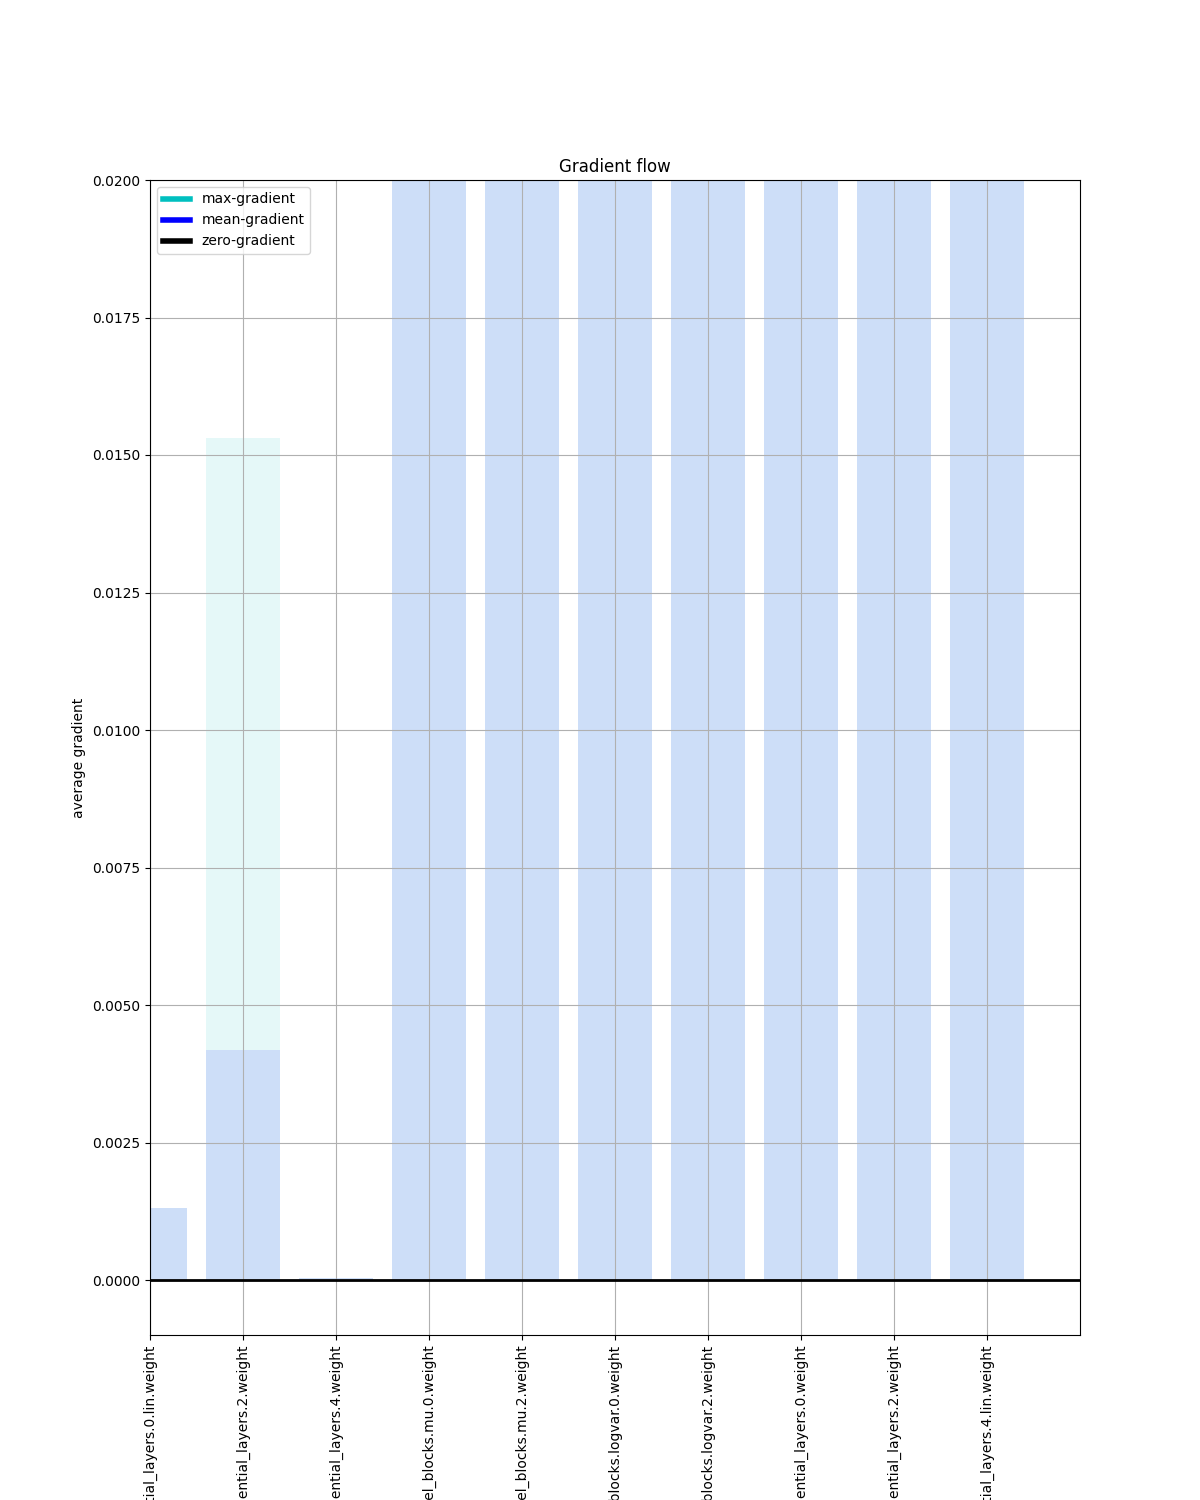 Gradient flow
max-gradient
mean-gradient
zero-gradient
0.0200
0.0175
0.0150
0.0125
0.0100
0.0075
0.0050
0.0025
0.0000
average gradient
tial_layers.0.lin.weight
ential_layers.2.weight
ential_layers.4.weight
el_blocks.mu.0.weight
el_blocks.mu.2.weight
blocks.logvar.0.weight
blocks.logvar.2.weight
ential_layers.0.weight
ential_layers.2.weight
tial_layers.4.lin.weight